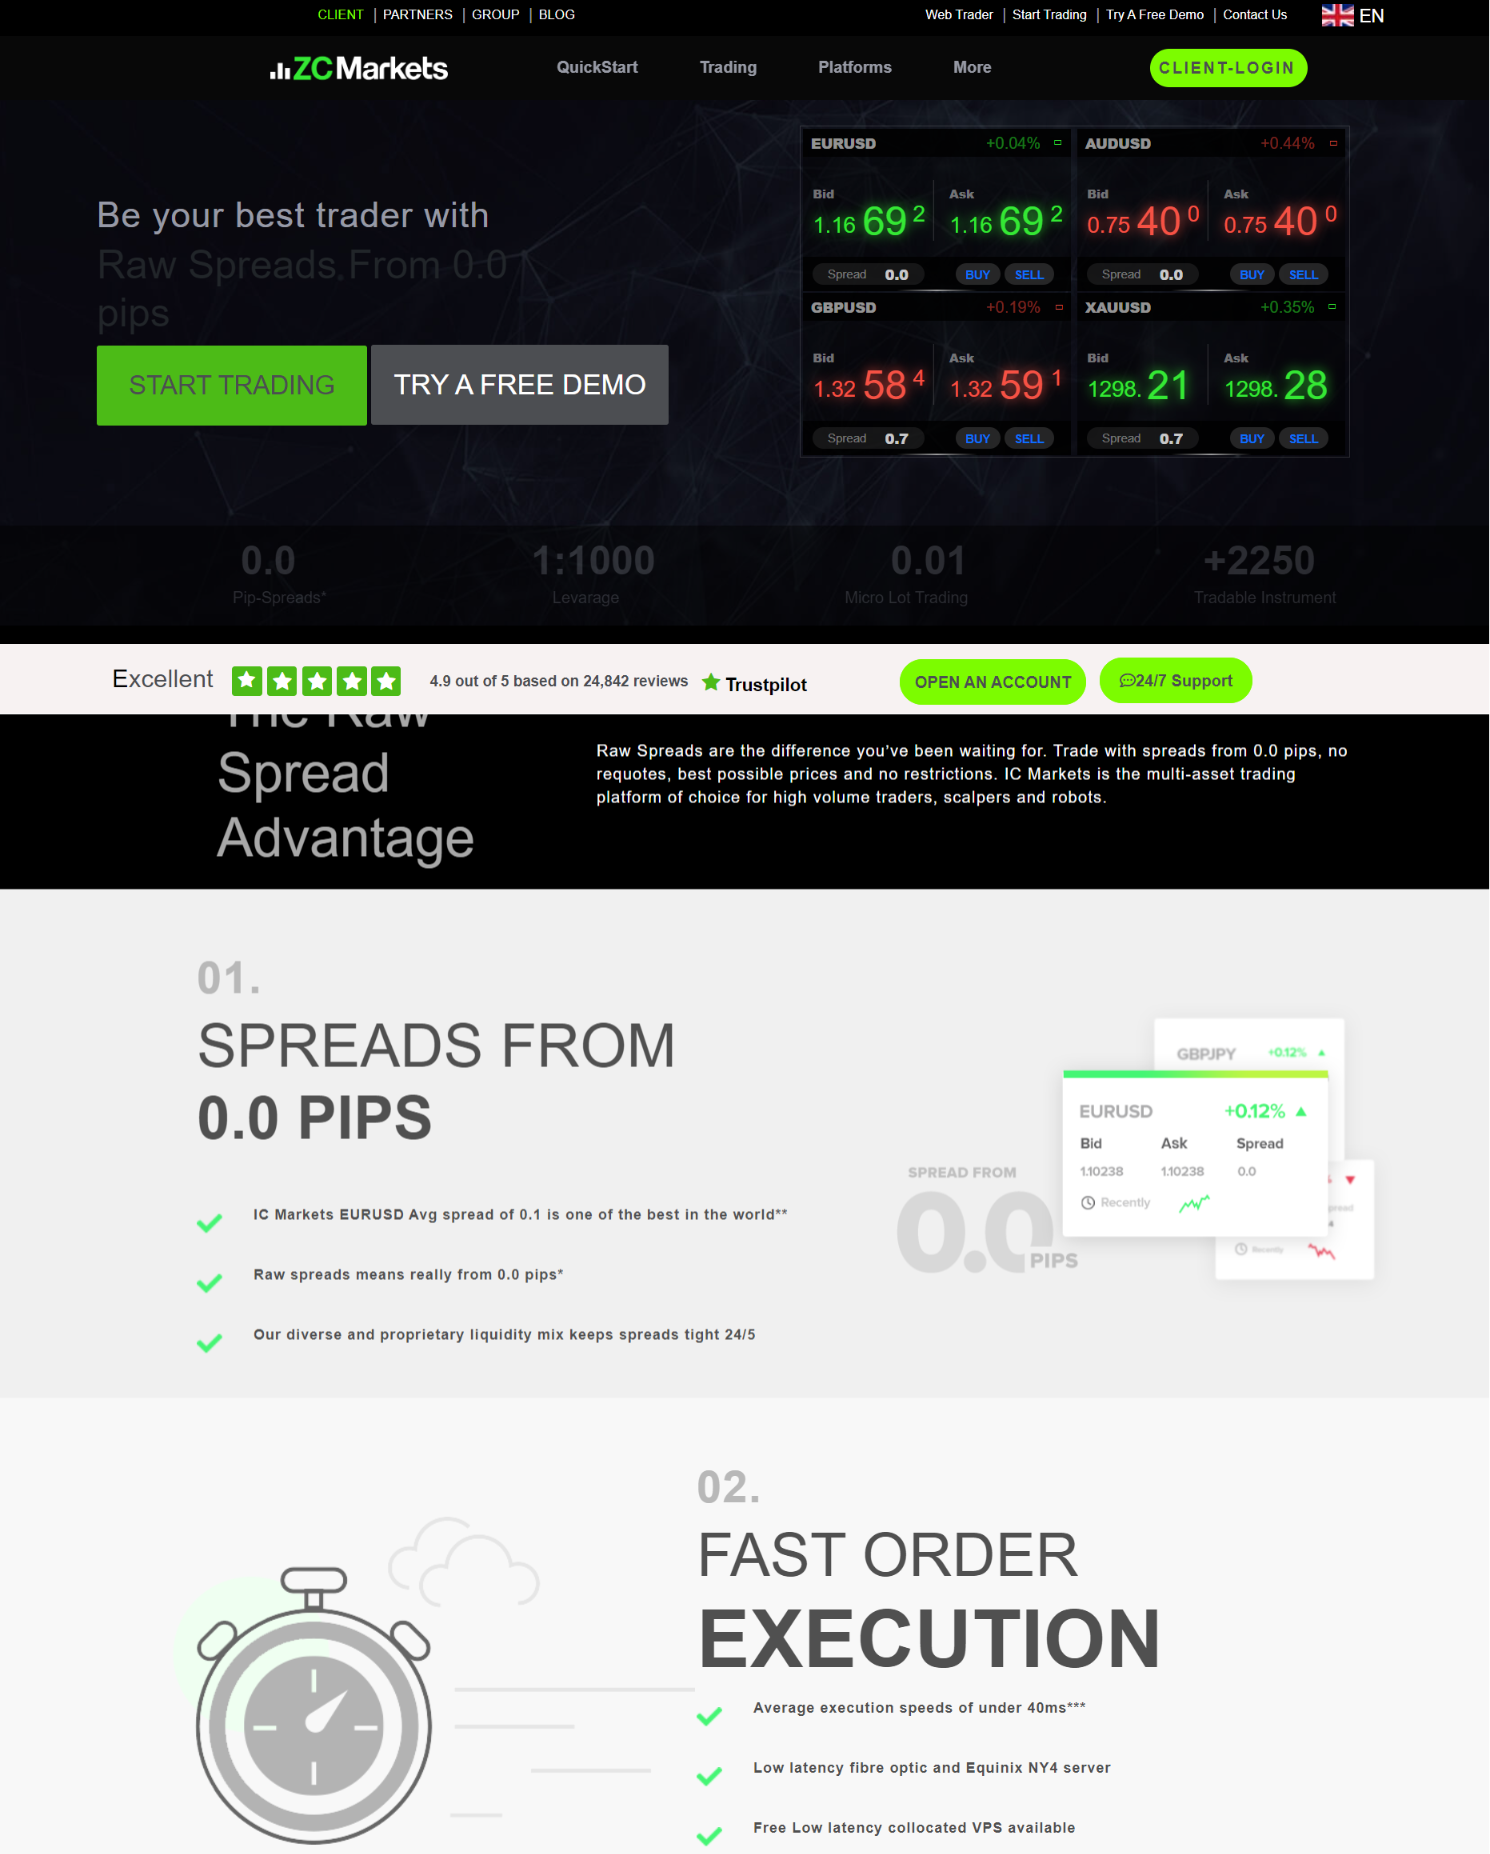 CLIENT | PARTNERS | GROUP | BLOG
Web Trader | Start Trading | Try A Free Demo | Contact Us
EN
ZC Markets
QuickStart Trading Platforms More
CLIENT-LOGIN
Be your best trader with
Raw Spreads From 0.0
pips
START TRADING
TRY A FREE DEMO
EURUSD +0.04%
Bid Ask
1.16 69 2 1.16 69 2
Spread 0.0 BUY SELL
AUDUSD +0.44%
Bid Ask
0.75 40 0 0.75 40 0
Spread 0.0 BUY SELL
GBPUSD +0.19%
Bid Ask
1.32 58 4 1.32 59 1
Spread 0.7 BUY SELL
XAUUSD +0.35%
Bid Ask
1298. 21 1298. 28
Spread 0.7 BUY SELL
0.0 1:1000 0.01 +2250
Pip-Spreads* Levarage Micro Lot Trading Tradable Instrument
Excellent
4.9 out of 5 based on 24,842 reviews
Trustpilot
OPEN AN ACCOUNT
24/7 Support
The Raw
Spread
Advantage
Raw Spreads are the difference you’ve been waiting for. Trade with spreads from 0.0 pips, no
requotes, best possible prices and no restrictions. IC Markets is the multi-asset trading
platform of choice for high volume traders, scalpers and robots.
01.
SPREADS FROM
0.0 PIPS
IC Markets EURUSD Avg spread of 0.1 is one of the best in the world**
Raw spreads means really from 0.0 pips*
Our diverse and proprietary liquidity mix keeps spreads tight 24/5
SPREAD FROM
0.0
PIPS
GBPJPY +0.12%
EURUSD +0.12%
Bid Ask Spread
1.10238 1.10238 0.0
Recently
pread
4
Recently
02.
FAST ORDER
EXECUTION
Average execution speeds of under 40ms***
Low latency fibre optic and Equinix NY4 server
Free Low latency collocated VPS available